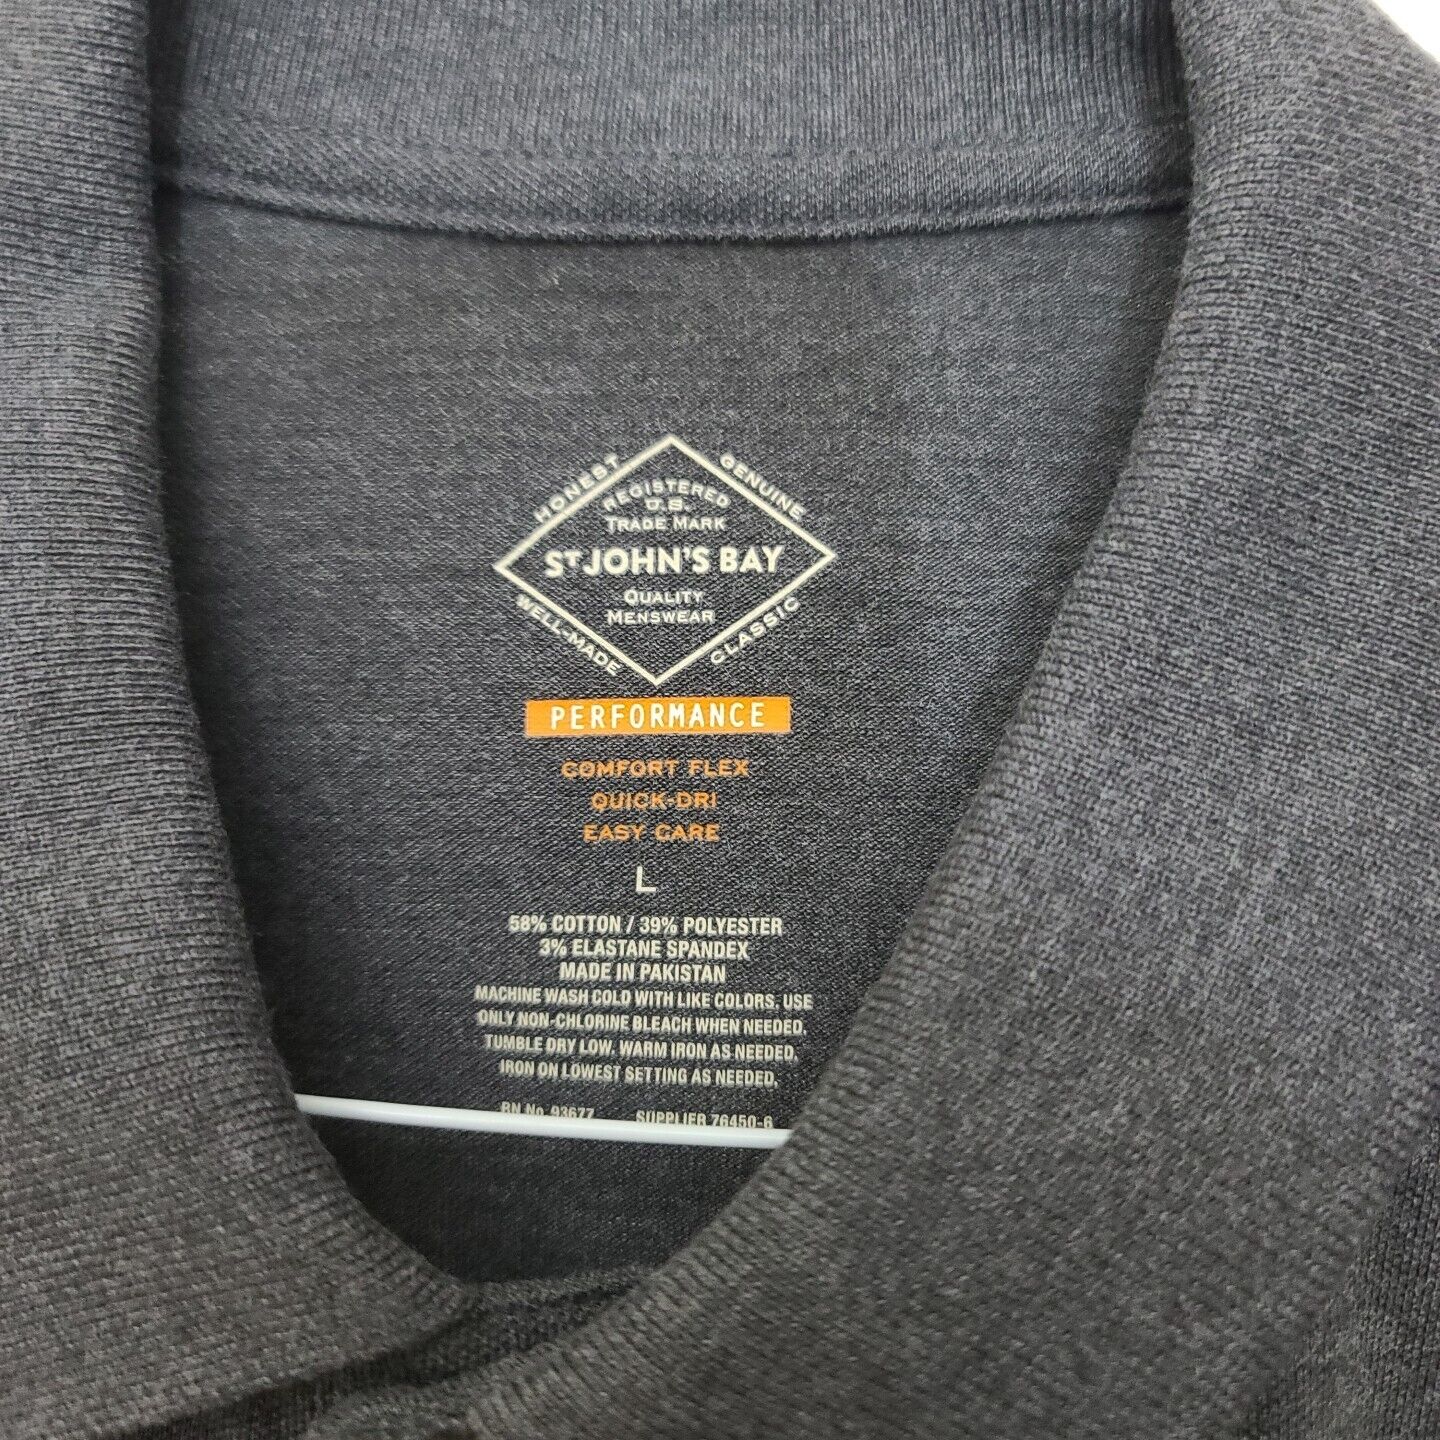 HONEST
GENUINE
REGISTERED
U.S.
TRADE MARK
ST JOHN'S BAY
QUALITY
MENSWEAR
WELL-MADE
CLASSIC
PERFORMANCE
COMFORT FLEX
QUICK-DRI
EASY CARE
L
58% COTTON / 39% POLYESTER
3% ELASTANE SPANDEX
MADE IN PAKISTAN
MACHINE WASH COLD WITH LIKE COLORS. USE
ONLY NON-CHLORINE BLEACH WHEN NEEDED.
TUMBLE DRY LOW. WARM IRON AS NEEDED.
IRON ON LOWEST SETTING AS NEEDED.
RN No. 93677 SUPPLIER 76450-6